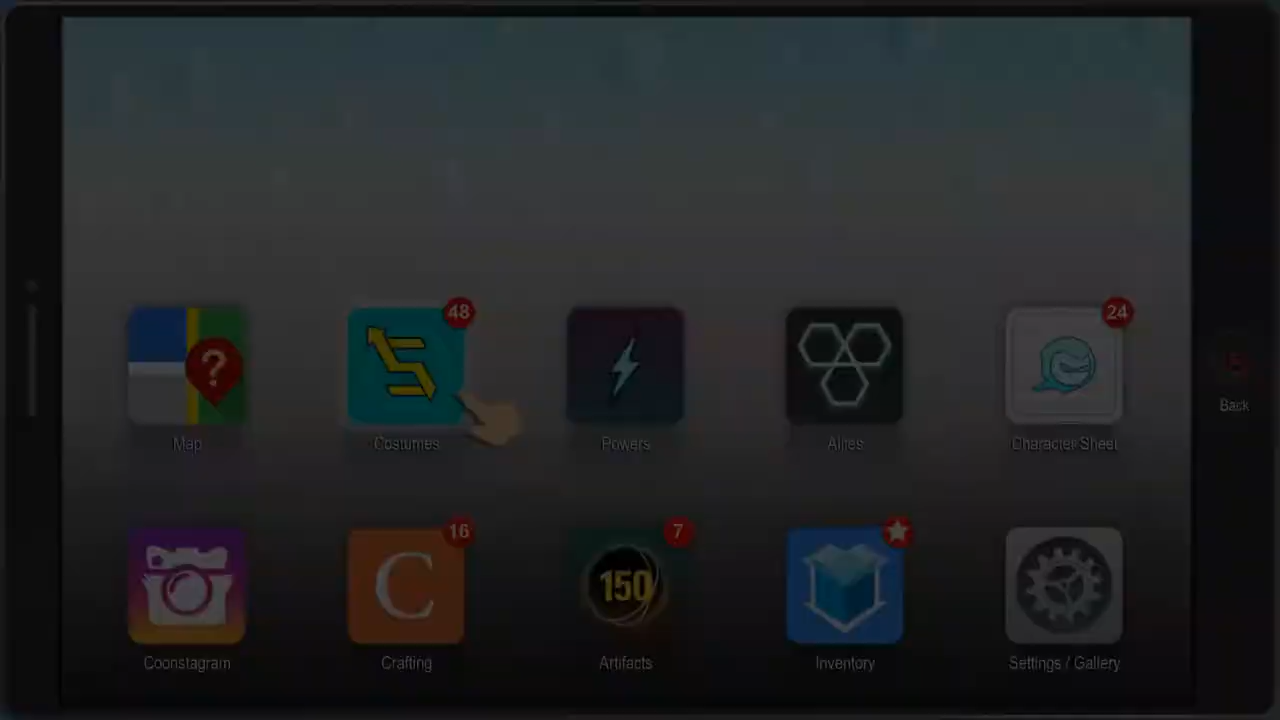 48
24
?
Map
Costumes
Powers
Allies
Character Sheet
Back
16
7
C
150
Coonstagram
Crafting
Artifacts
Inventory
Settings / Gallery